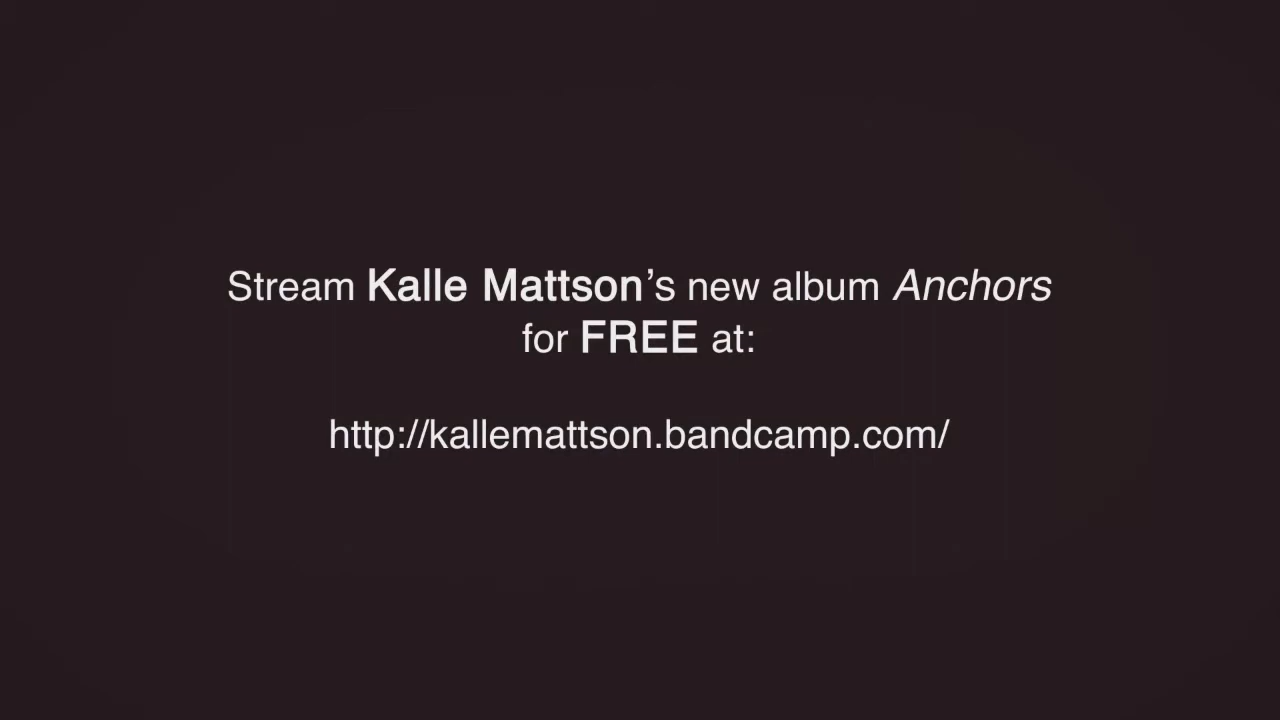 Stream Kalle Mattson’s new album Anchors
for FREE at:
http://kallemattson.bandcamp.com/